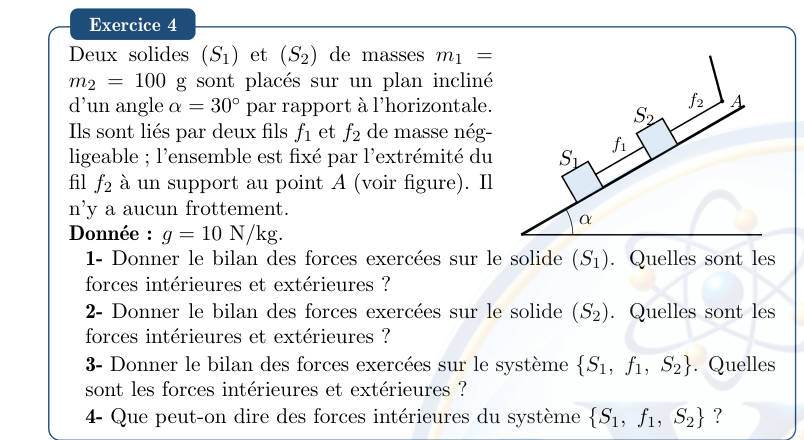 Exercice 4
Deux solides (S₁) et (S₂) de masses m₁ =
m₂ = 100 g sont placés sur un plan incliné
d'un angle α = 30° par rapport à l'horizontale.
Ils sont liés par deux fils f₁ et f₂ de masse nég-
ligeable ; l'ensemble est fixé par l'extrémité du
fil f₂ à un support au point A (voir figure). Il
n'y a aucun frottement.
Donnée : g = 10 N/kg.
S₁
f₁
S₂
f₂
A
α
1- Donner le bilan des forces exercées sur le solide (S₁). Quelles sont les
forces intérieures et extérieures ?
2- Donner le bilan des forces exercées sur le solide (S₂). Quelles sont les
forces intérieures et extérieures ?
3- Donner le bilan des forces exercées sur le système {S₁, f₁, S₂}. Quelles
sont les forces intérieures et extérieures ?
4- Que peut-on dire des forces intérieures du système {S₁, f₁, S₂} ?